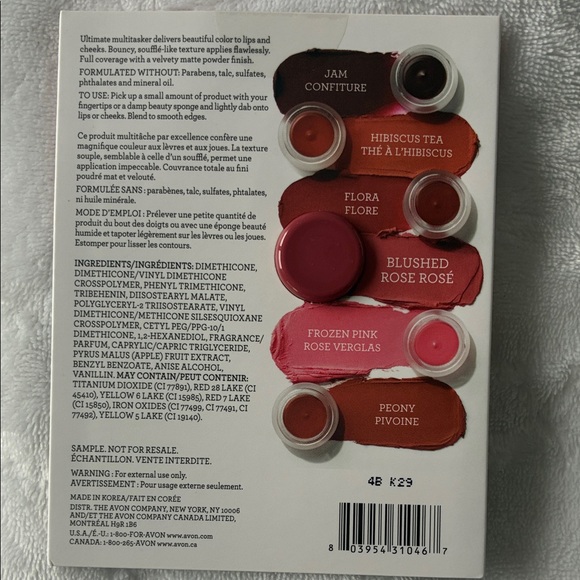 Ultimate multitasker delivers beautiful color to lips and
cheeks. Bouncy, soufflé-like texture applies flawlessly.
Full coverage with a velvety matte powder finish.
FORMULATED WITHOUT: Parabens, talc, sulfates,
phthalates and mineral oil.
TO USE: Pick up a small amount of product with your
fingertips or a damp beauty sponge and lightly dab onto
lips or cheeks. Blend to smooth edges.
Ce produit multitâche par excellence confère une
magnifique couleur aux lèvres et aux joues. La texture
souple, semblable à celle d'un soufflé, permet une
application impeccable. Couvrance totale au fini
poudré mat et velouté.
FORMULÉE SANS : parabènes, talc, sulfates, phtalates,
ni huile minérale.
MODE D'EMPLOI : Prélever une petite quantité de
produit du bout des doigts ou avec une éponge beauté
humide et tapoter légèrement sur les lèvres ou les joues.
Estomper pour lisser les contours.
INGREDIENTS/INGRÉDIENTS: DIMETHICONE,
DIMETHICONE/VINYL DIMETHICONE
CROSSPOLYMER, PHENYL TRIMETHICONE,
TRIBEHENIN, DIISOSTEARYL MALATE,
POLYGLYCERYL-2 TRIISOSTEARATE, VINYL
DIMETHICONE/METHICONE SILSESQUIOXANE
CROSSPOLYMER, CETYL PEG/PPG-10/1
DIMETHICONE, 1,2-HEXANEDIOL, FRAGRANCE/
PARFUM, CAPRYLIC/CAPRIC TRIGLYCERIDE,
PYRUS MALUS (APPLE) FRUIT EXTRACT,
BENZYL BENZOATE, ANISE ALCOHOL,
VANILLIN. MAY CONTAIN/PEUT CONTENIR:
TITANIUM DIOXIDE (CI 77891), RED 28 LAKE (CI
45410), YELLOW 6 LAKE (CI 15985), RED 7 LAKE
(CI 15850), IRON OXIDES (CI 77499, CI 77491, CI
77492), YELLOW 5 LAKE (CI 19140).
SAMPLE. NOT FOR RESALE.
ÉCHANTILLON. VENTE INTERDITE.
WARNING : For external use only.
AVERTISSEMENT : Pour usage externe seulement.
MADE IN KOREA/FAIT EN CORÉE
DISTR. THE AVON COMPANY, NEW YORK, NY 10006
AND/ET THE AVON COMPANY CANADA LIMITED,
MONTRÉAL H9R 1B6
U.S.: 1-800-FOR-AVON www.avon.com
CANADA: 1-800-265-AVON www.avon.ca
JAM
CONFITURE
HIBISCUS TEA
THÉ À L'HIBISCUS
FLORA
FLORE
BLUSHED
ROSE ROSÉ
FROZEN PINK
ROSE VERGLAS
PEONY
PIVOINE
4B K29
8 03954 31046 7